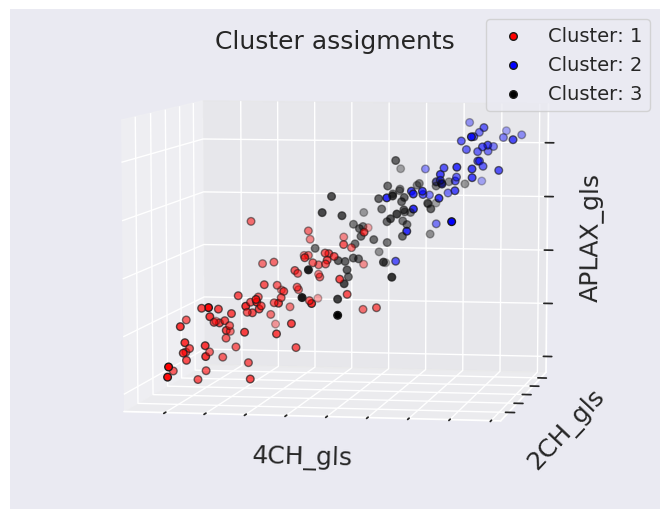 Cluster assigments
Cluster: 1
Cluster: 2
Cluster: 3
APLAX_gls
2CH_gls
4CH_gls